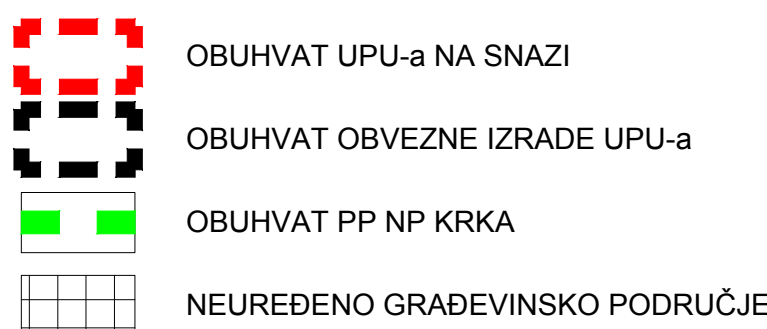 OBUHVAT UPU-a NA SNAZI
OBUHVAT OBVEZNE IZRADE UPU-a
OBUHVAT PP NP KRKA
NEUREĐENO GRAĐEVINSKO PODRUČJE